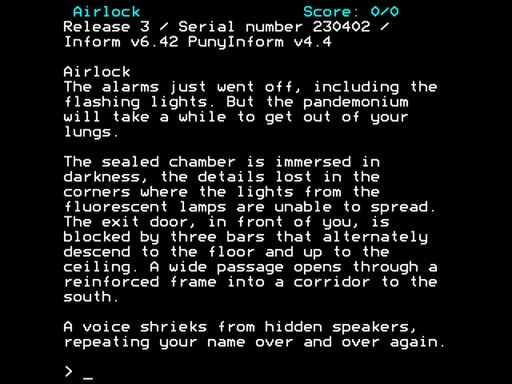 Airlock Score: 0/0
Release 3 / Serial number 230402 /
Inform v6.42 PunyInform v4.4
Airlock
The alarms just went off, including the
flashing lights. But the pandemonium
will take a while to get out of your
lungs.
The sealed chamber is immersed in
darkness, the details lost in the
corners where the lights from the
fluorescent lamps are unable to spread.
The exit door, in front of you, is
blocked by three bars that alternately
descend to the floor and up to the
ceiling. A wide passage opens through a
reinforced frame into a corridor to the
south.
A voice shrieks from hidden speakers,
repeating your name over and over again.
> _